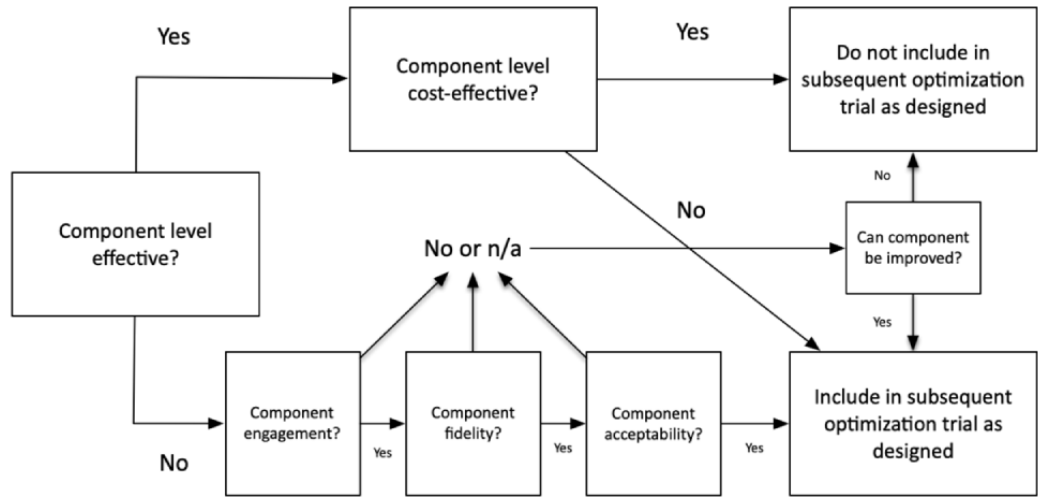 Yes
Component level
cost-effective?
Yes
Do not include in
subsequent optimization
trial as designed
Component level
effective?
No
No or n/a
No
Can component
be improved?
Yes
No
Component
engagement?
Yes
Component
fidelity?
Yes
Component
acceptability?
Yes
Include in subsequent
optimization trial as
designed